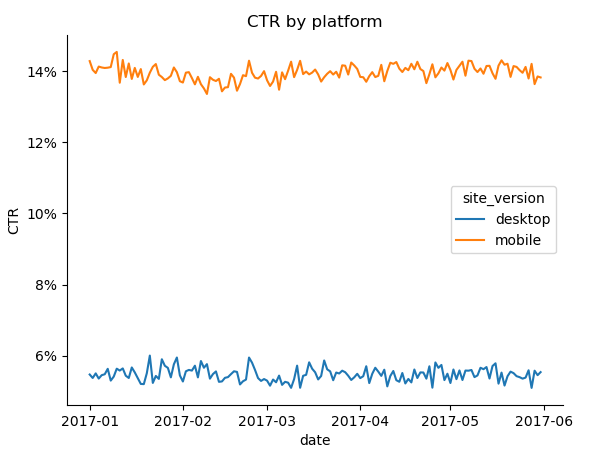 CTR by platform
14%
12%
10%
8%
6%
CTR
site_version
desktop
mobile
2017-01
2017-02
2017-03
2017-04
2017-05
2017-06
date